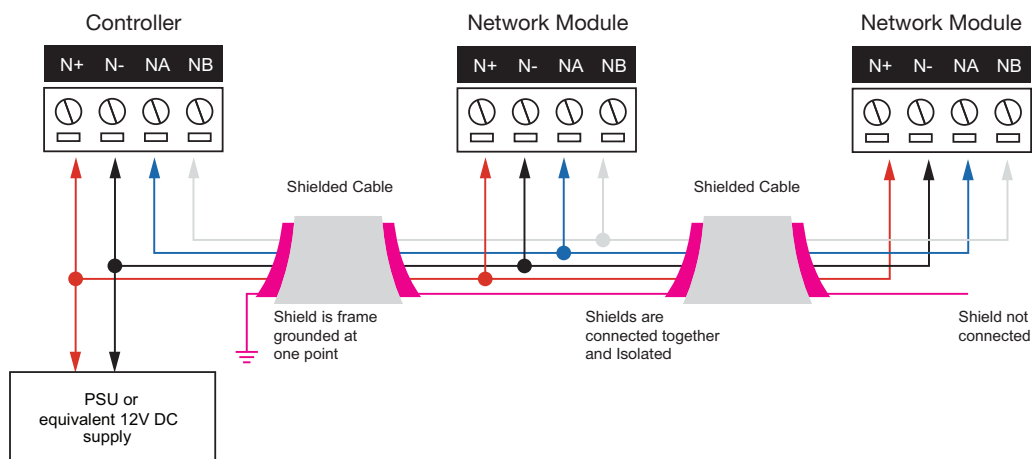 Controller
Network Module
Network Module
N+ N- NA NB
N+ N- NA NB
N+ N- NA NB
Shielded Cable
Shielded Cable
Shield is frame
grounded at
one point
Shields are
connected together
and Isolated
Shield not
connected
PSU or
equivalent 12V DC
supply